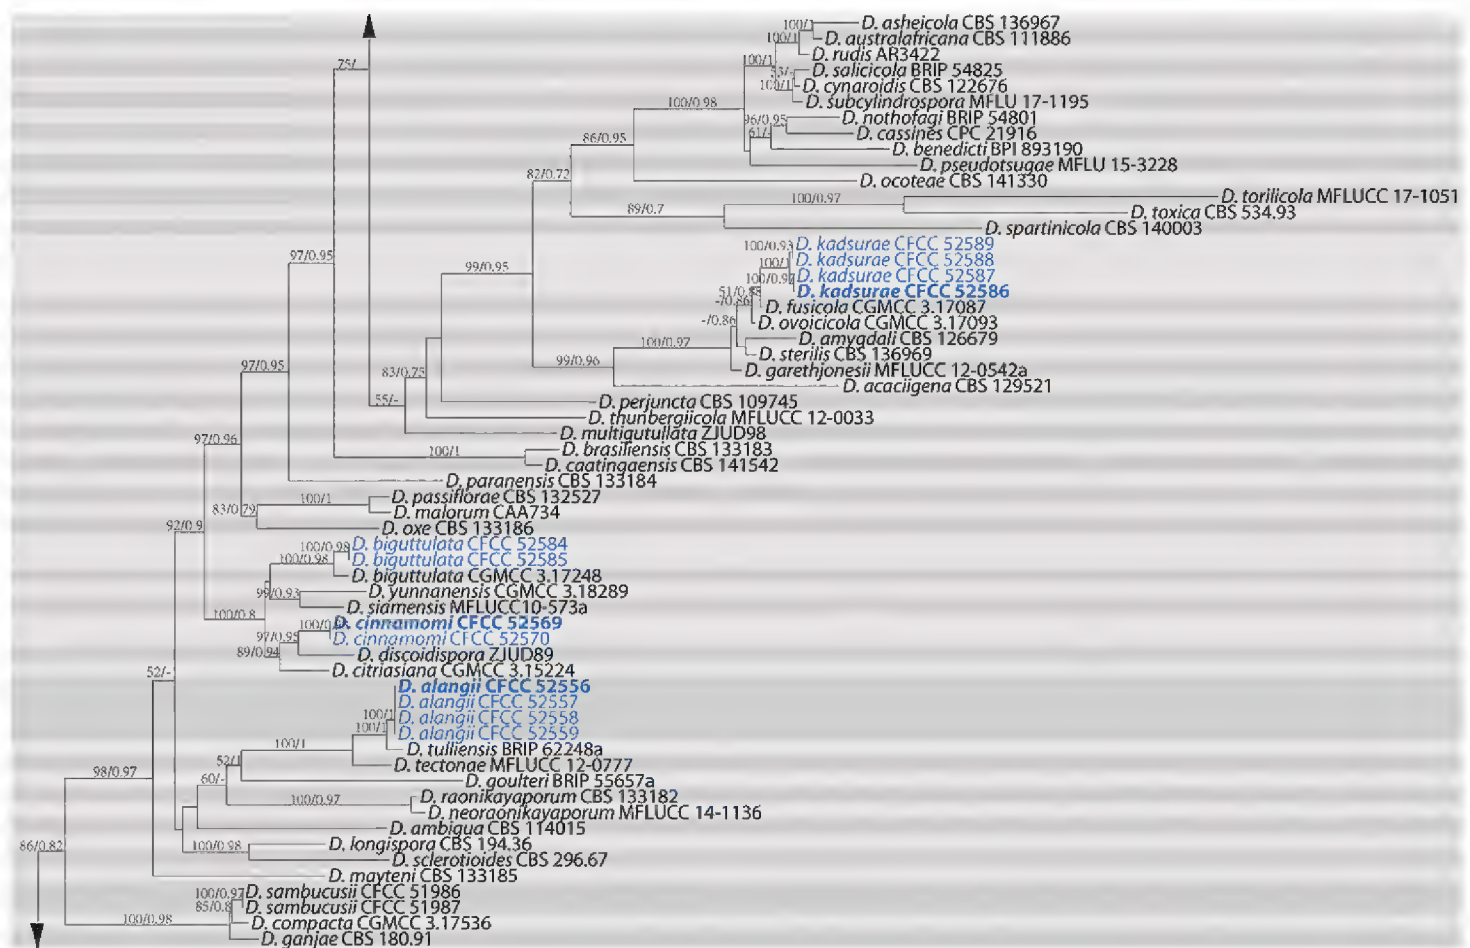 100/1 D. asheicola CBS 136967
100/1 D. australafricana CBS 111886
D. rudis AR3422
100/1 D. salicicola BRIP 54825
D. cynaroidis CBS 122676
100/1 D. subcylindrospora MFLU 17-1195
100/0.98
96/0.95 D. nothofagi BRIP 54801
61/- D. cassines CPC 21916
D. benedicti BPI 893190
86/0.95
D. pseudotsugae MFLU 15-3228
82/0.72
D. ocoteae CBS 141330
100/0.97 D. torilicola MFLUCC 17-1051
89/0.7 D. toxica CBS 534.93
D. spartinicola CBS 140003
100/0.93 D. kadsurae CFCC 52589
D. kadsurae CFCC 52588
100/1 D. kadsurae CFCC 52587
D. kadsurae CFCC 52586
D. fusicola CGMCC 3.17087
-/0.86 D. ovoicicola CGMCC 3.17093
D. amygdali CBS 126679
100/0.97 D. sterilis CBS 136969
99/0.96 D. garethjonesii MFLUCC 12-0542a
D. acaciigena CBS 129521
75/-
97/0.95
99/0.95
97/0.95
83/0.75
55/-
D. perjuncta CBS 109745
D. thunbergiicola MFLUCC 12-0033
D. multigutullata ZJUD98
97/0.96
100/1 D. brasiliensis CBS 133183
D. caatingaensis CBS 141542
D. paranensis CBS 133184
100/1 D. passiflorae CBS 132527
83/0.79 D. malorum CAA734
92/0.9 D. oxe CBS 133186
100/0.98 D. biguttulata CFCC 52584
100/0.98 D. biguttulata CFCC 52585
D. biguttulata CGMCC 3.17248
99/0.93 D. yunnanensis CGMCC 3.18289
D. siamensis MFLUCC10-573a
100/0.8
D. cinnamomi CFCC 52569
97/0.95 D. cinnamomi CFCC 52570
89/0.94 D. discoidispora ZJUD89
D. citriasiana CGMCC 3.15224
52/-
D. alangii CFCC 52556
D. alangii CFCC 52557
100/1 D. alangii CFCC 52558
100/1 D. alangii CFCC 52559
100/1 D. tulliensis BRIP 62248a
52/1 D. tectonae MFLUCC 12-0777
98/0.97 60/- D. goulteri BRIP 55657a
100/0.97 D. raonikayaporum CBS 133182
D. neoraonikayaporum MFLUCC 14-1136
D. ambigua CBS 114015
86/0.82 100/0.98 D. longispora CBS 194.36
D. sclerotioides CBS 296.67
D. mayteni CBS 133185
100/0.97 D. sambucusii CFCC 51986
D. sambucusii CFCC 51987
100/0.98 D. compacta CGMCC 3.17536
D. ganjae CBS 180.91